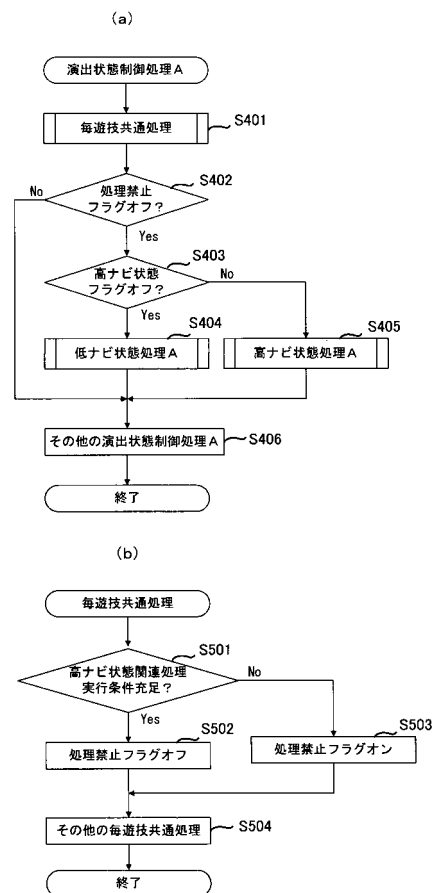 (a)
演出状態制御処理A
毎遊技共通処理
S401
処理禁止
フラグオフ?
S402
No
Yes
高ナビ状態
フラグオフ?
S403
No
Yes
低ナビ状態処理A
S404
高ナビ状態処理A
S405
その他の演出状態制御処理A
S406
終了
(b)
毎遊技共通処理
高ナビ状態関連処理
実行条件充足?
S501
No
Yes
処理禁止フラグオフ
S502
処理禁止フラグオン
S503
その他の毎遊技共通処理
S504
終了